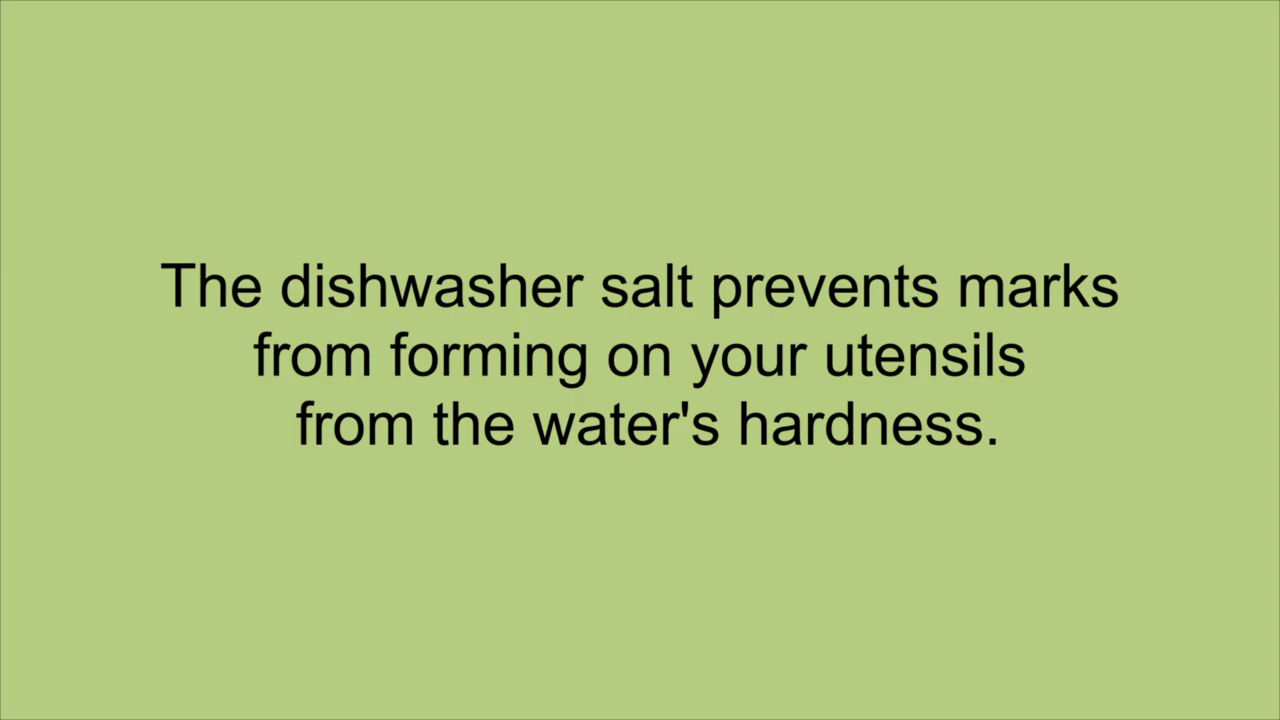 The dishwasher salt prevents marks
from forming on your utensils
from the water's hardness.